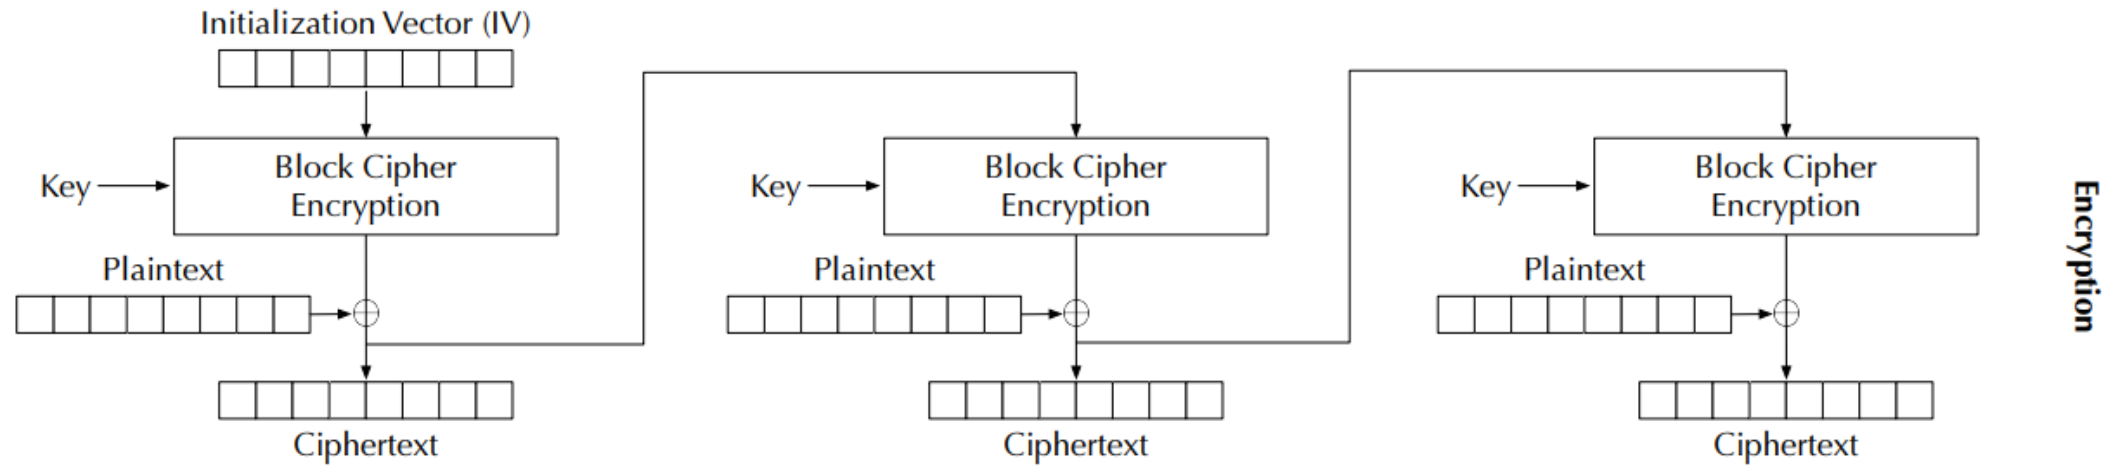 Initialization Vector (IV)
Key
Block Cipher
Encryption
Plaintext
Ciphertext
Key
Block Cipher
Encryption
Plaintext
Ciphertext
Key
Block Cipher
Encryption
Plaintext
Ciphertext
Encryption